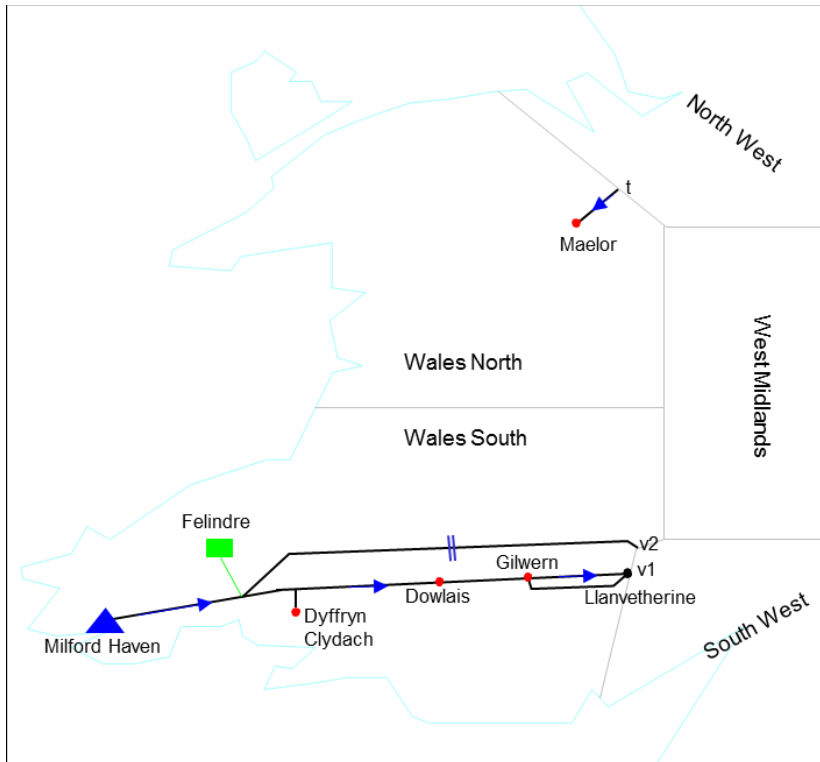 North West
t
Maelor
West Midlands
Wales North
Wales South
Felindre
v2
Gilwern
v1
Dowlais
Llanvetherine
Dyffryn
Clydach
Milford Haven
South West